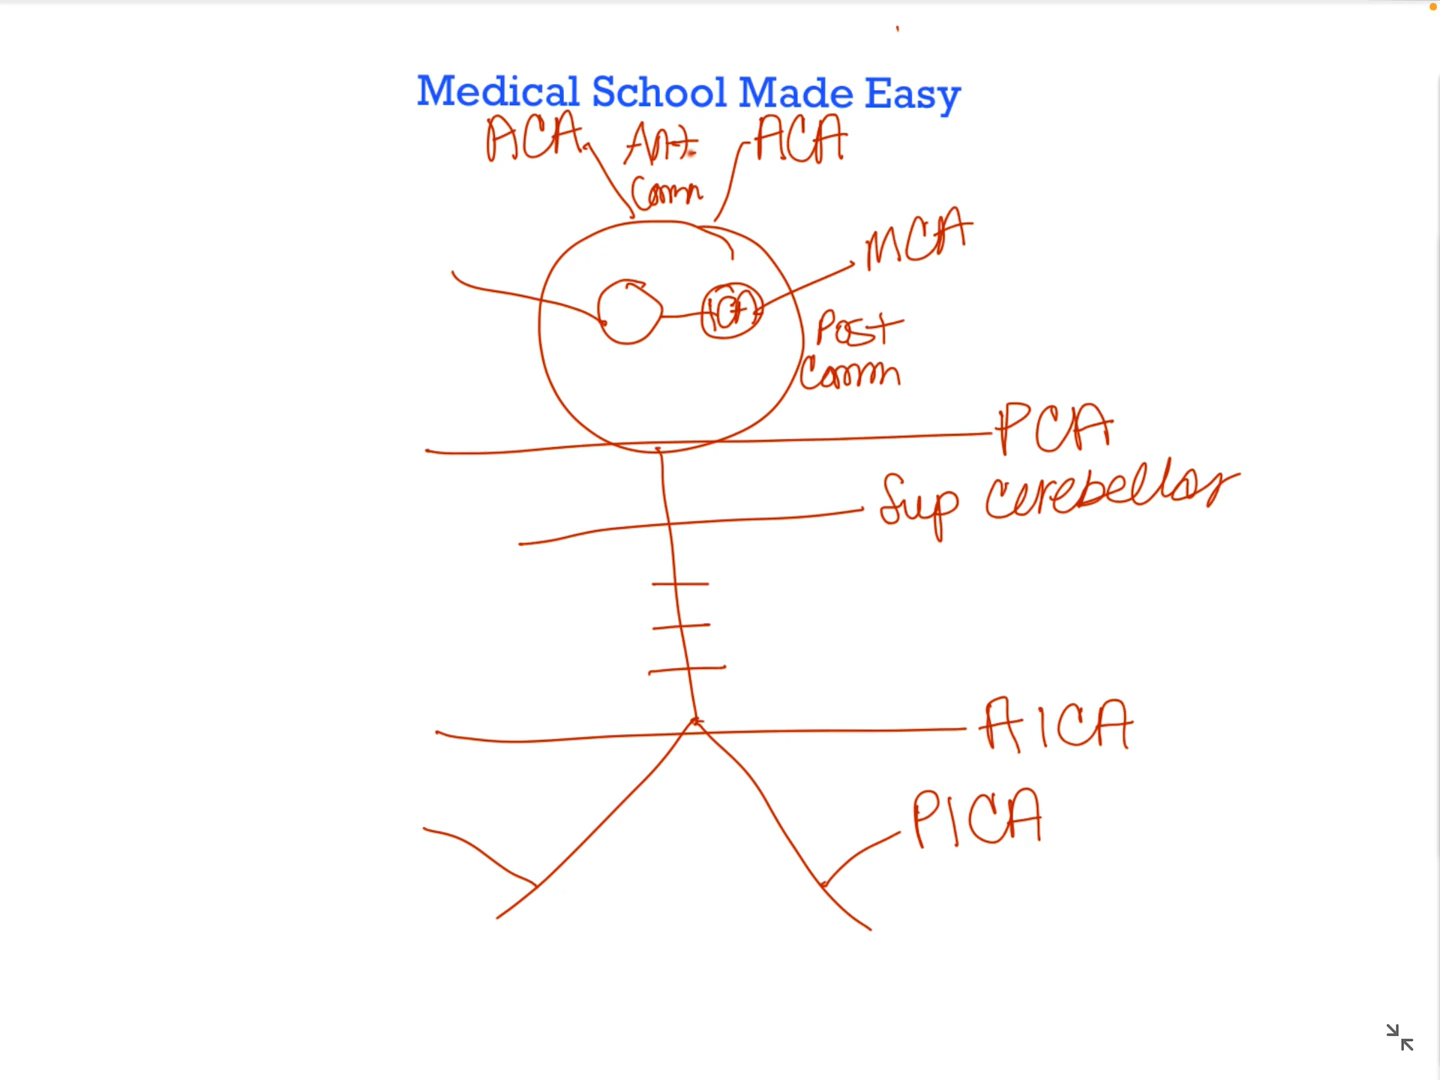 Medical School Made Easy
ACA Ant ACA
Comm
MCA
ICA
Post
Comm
PCA
Sup cerebellar
AICA
PICA